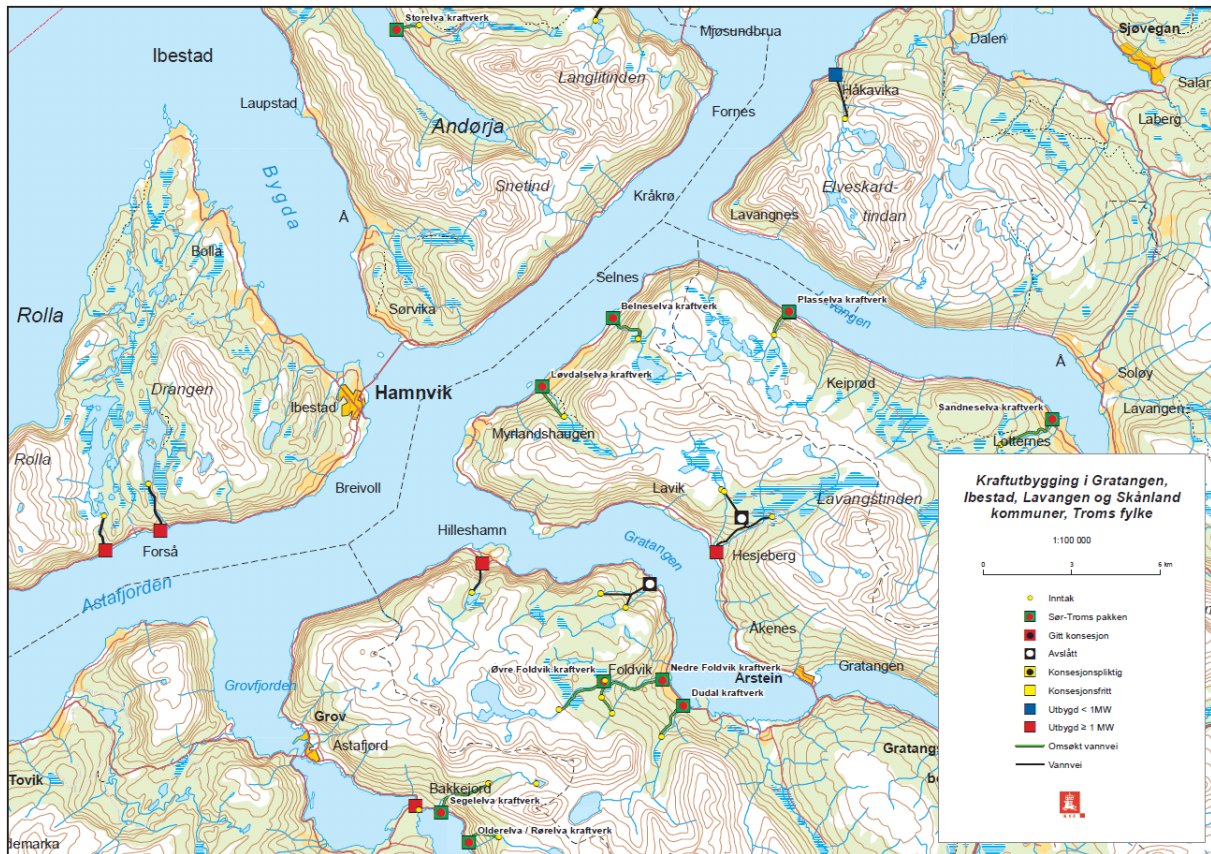 Storelva kraftverk
Mjøsundbrua
Dalen
Sjøvegan
Ibestad
Langlitinden
Håkavika
Salan
Laupstad
Andørja
Fornes
Laberg
Bygda
Snetind
Elveskard-
tindan
Kråkrø
Lavangnes
Å
Bolla
Selnes
Rolla
Sørvika
Belneselva kraftverk
Plasselva kraftverk
Å
Soløy
Drangen
Løvdalselva kraftverk
Keiprød
Ibestad
Hamnvik
Sandneselva kraftverk
Lavangen
Myrlandshaugen
Lotternes
Rolla
Breivoll
Lavik
Lavangstinden
Hilleshamn
Forså
Gratangen
Hesjeberg
Astafjorden
Åkenes
Grovfjorden
Øvre Foldvik kraftverk
Foldvik
Nedre Foldvik kraftverk
Årstein
Gratangen
Dudal kraftverk
Grov
Astafjord
Tovik
Bakkejord
Segelelva kraftverk
Olderelva / Rørelva kraftverk
demarka
Kraftutbygging i Gratangen,
Ibestad, Lavangen og Skånland
kommuner, Troms fylke
1:100 000
0 3 6 km
Inntak
Sør-Troms pakken
Gitt konsesjon
Avslått
Konsesjonspliktig
Konsesjonsfritt
Utbygd < 1MW
Utbygd ≥ 1 MW
Omsøkt vannvei
Vannvei
NVE